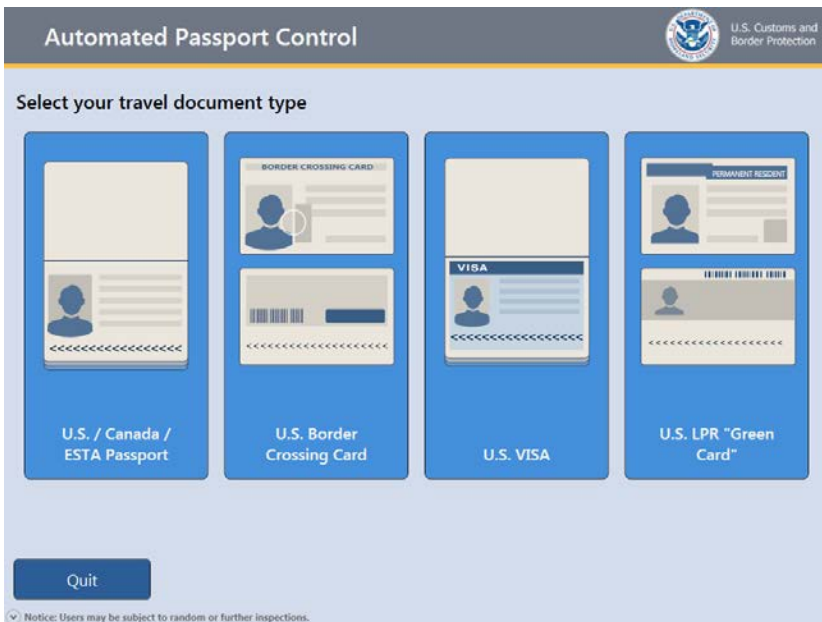 Automated Passport Control
U.S. Customs and
Border Protection
Select your travel document type
BORDER CROSSING CARD
VISA
PERMANENT RESIDENT
<<<<<<<<<<<<<<<<<
<<<<<<<<<<<<<<<<<<<<<
<<<<<<<<<<<<<<<<<
<<<<<<<<<<<<<<<<<<<<
U.S. / Canada /
ESTA Passport
U.S. Border
Crossing Card
U.S. VISA
U.S. LPR "Green
Card"
Quit
Notice: Users may be subject to random or further inspections.